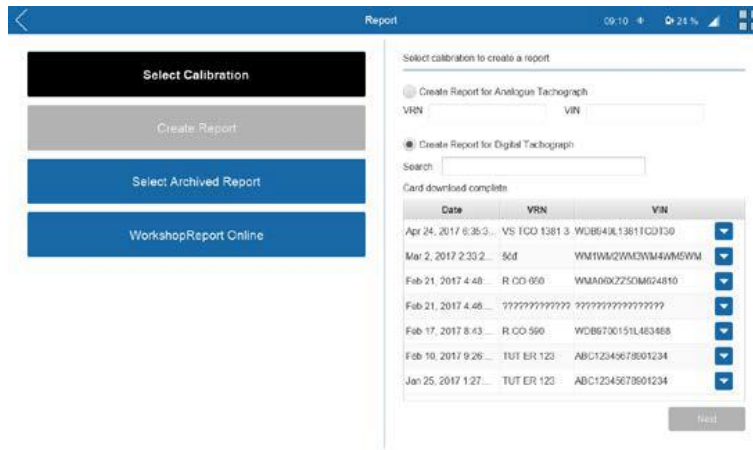 Report 09:10 24 %
Select Calibration
Create Report
Select Archived Report
WorkshopReport Online
Select calibration to create a report
Create Report for Analogue Tachograph
VRN VIN
Create Report for Digital Tachograph
Search
Card download complete
Date VRN VIN
Apr 24, 2017 6:35:3... VS TCO 1381 3
Mar 2, 2017 2:33:2... WM1WM2WM3WM4WM5WM
Feb 21, 2017 4:48:... R CO 650 WMA06XZZ5DM624810
Feb 21, 2017 4:46:... ????????????? ?????????????????
Feb 17, 2017 8:43:... R CO 590
Feb 10, 2017 9:26:... TUT ER 123 ABC12345678901234
Jan 25, 2017 1:27:... TUT ER 123 ABC12345678901234
Next